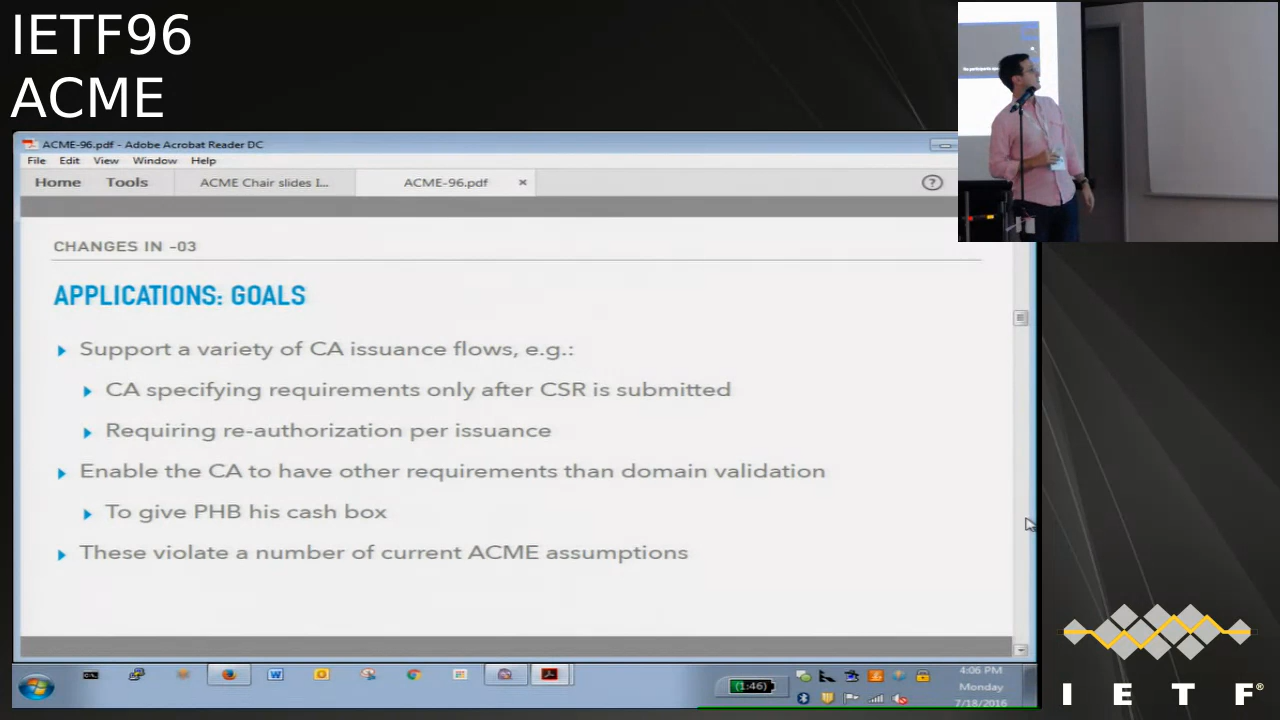 IETF96
ACME
ACME-96.pdf - Adobe Acrobat Reader DC
File Edit View Window Help
Home Tools ACME Chair slides I... ACME-96.pdf × ?
CHANGES IN -03
APPLICATIONS: GOALS
Support a variety of CA issuance flows, e.g.:
CA specifying requirements only after CSR is submitted
Requiring re-authorization per issuance
Enable the CA to have other requirements than domain validation
To give PHB his cash box
These violate a number of current ACME assumptions
(1:46)
4:06 PM
Monday
7/18/2016
I E T F®